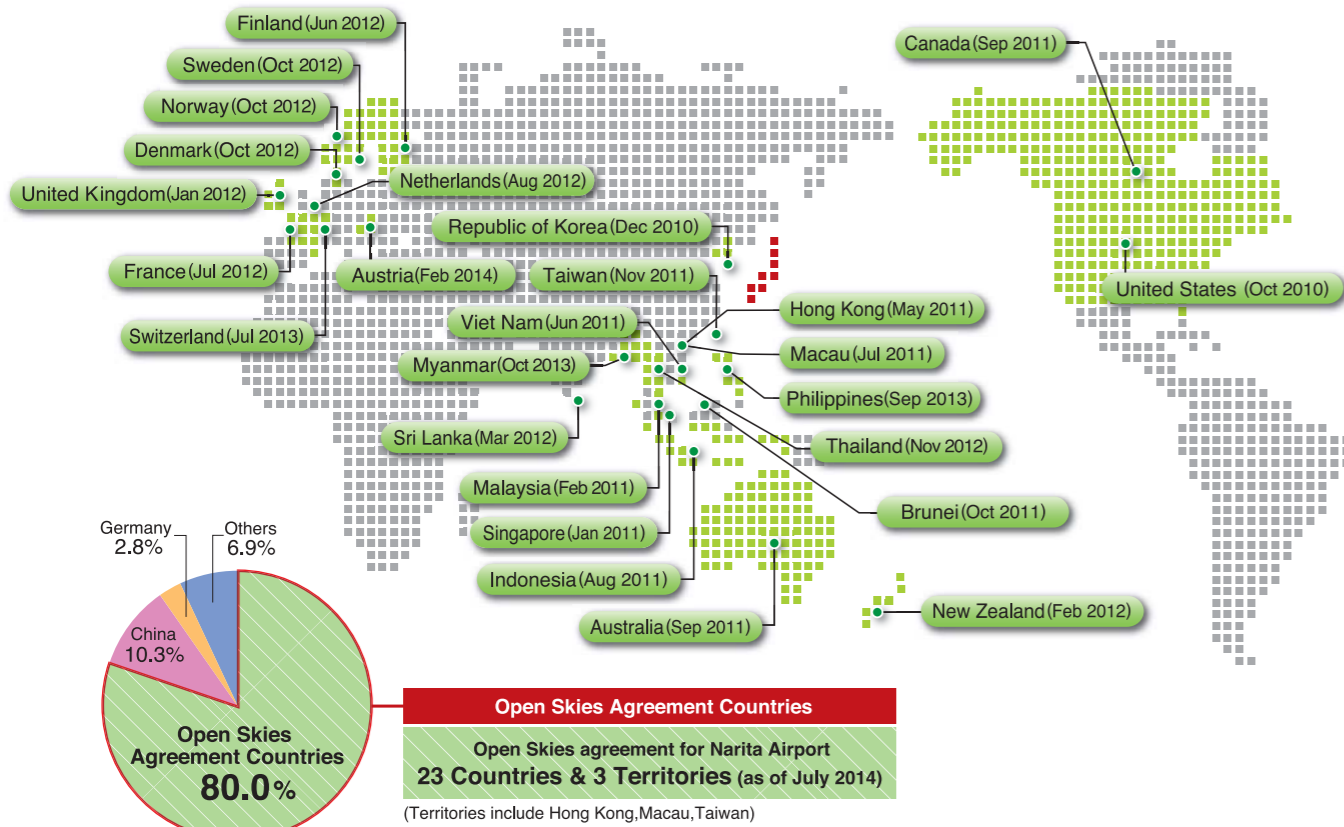 Finland(Jun 2012)
Sweden(Oct 2012)
Norway(Oct 2012)
Denmark(Oct 2012)
United Kingdom(Jan 2012)
Netherlands(Aug 2012)
France(Jul 2012)
Austria(Feb 2014)
Switzerland(Jul 2013)
Republic of Korea(Dec 2010)
Taiwan(Nov 2011)
Viet Nam(Jun 2011)
Myanmar(Oct 2013)
Sri Lanka(Mar 2012)
Malaysia(Feb 2011)
Singapore(Jan 2011)
Indonesia(Aug 2011)
Australia(Sep 2011)
Hong Kong(May 2011)
Macau(Jul 2011)
Philippines(Sep 2013)
Thailand(Nov 2012)
Brunei(Oct 2011)
New Zealand(Feb 2012)
Canada(Sep 2011)
United States (Oct 2010)
Germany
2.8%
Others
6.9%
China
10.3%
Open Skies
Agreement Countries
80.0%
Open Skies Agreement Countries
Open Skies agreement for Narita Airport
23 Countries & 3 Territories (as of July 2014)
(Territories include Hong Kong,Macau,Taiwan)